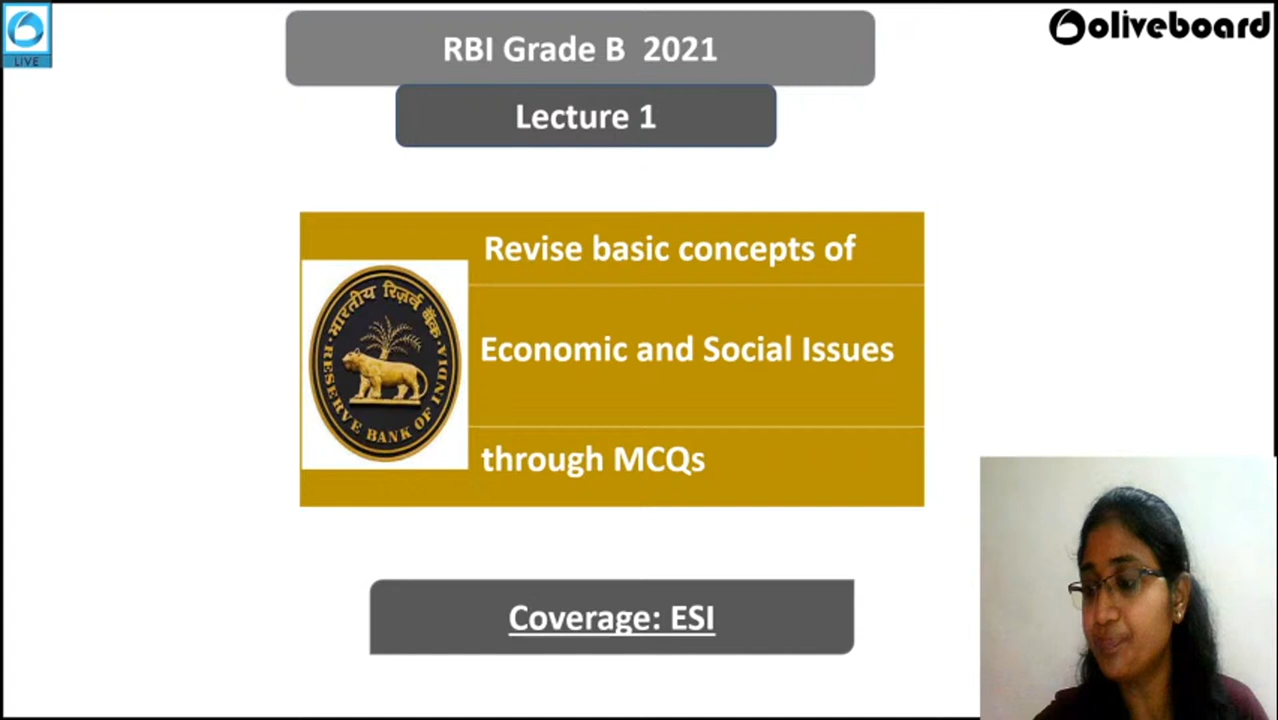 LIVE
oliveboard
RBI Grade B 2021
Lecture 1
Revise basic concepts of
Economic and Social Issues
through MCQs
भारतीय रिज़र्व बैंक
RESERVE BANK OF INDIA
Coverage: ESI